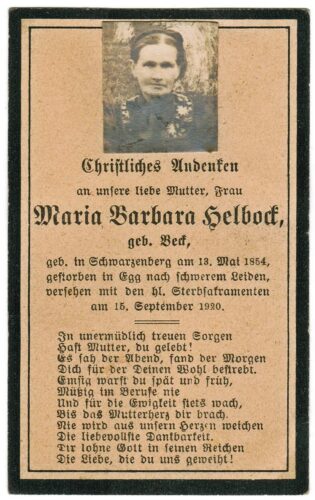 Christliches Andenken
an unsere liebe Mutter, Frau
Maria Barbara Helbock,
geb. Beck,
geb. in Schwarzenberg am 13. Mai 1854,
gestorben in Egg nach schwerem Leiden,
versehen mit den hl. Sterbsakramenten
am 15. September 1920.
In unermüdlich treuen Sorgen
Hast Mutter, du gelebt!
Es sah der Abend, fand der Morgen
Dich für der Deinen Wohl bestrebt.
Emsig warst du spät und früh,
Müßig im Berufe nie
Und für die Ewigkeit stets wach,
Bis das Mutterherz dir brach.
Nie wird aus unsern Herzen weichen
Die liebevollste Dankbarkeit.
Dir lohne Gott in seinen Reichen
Die Liebe, die du uns geweiht!